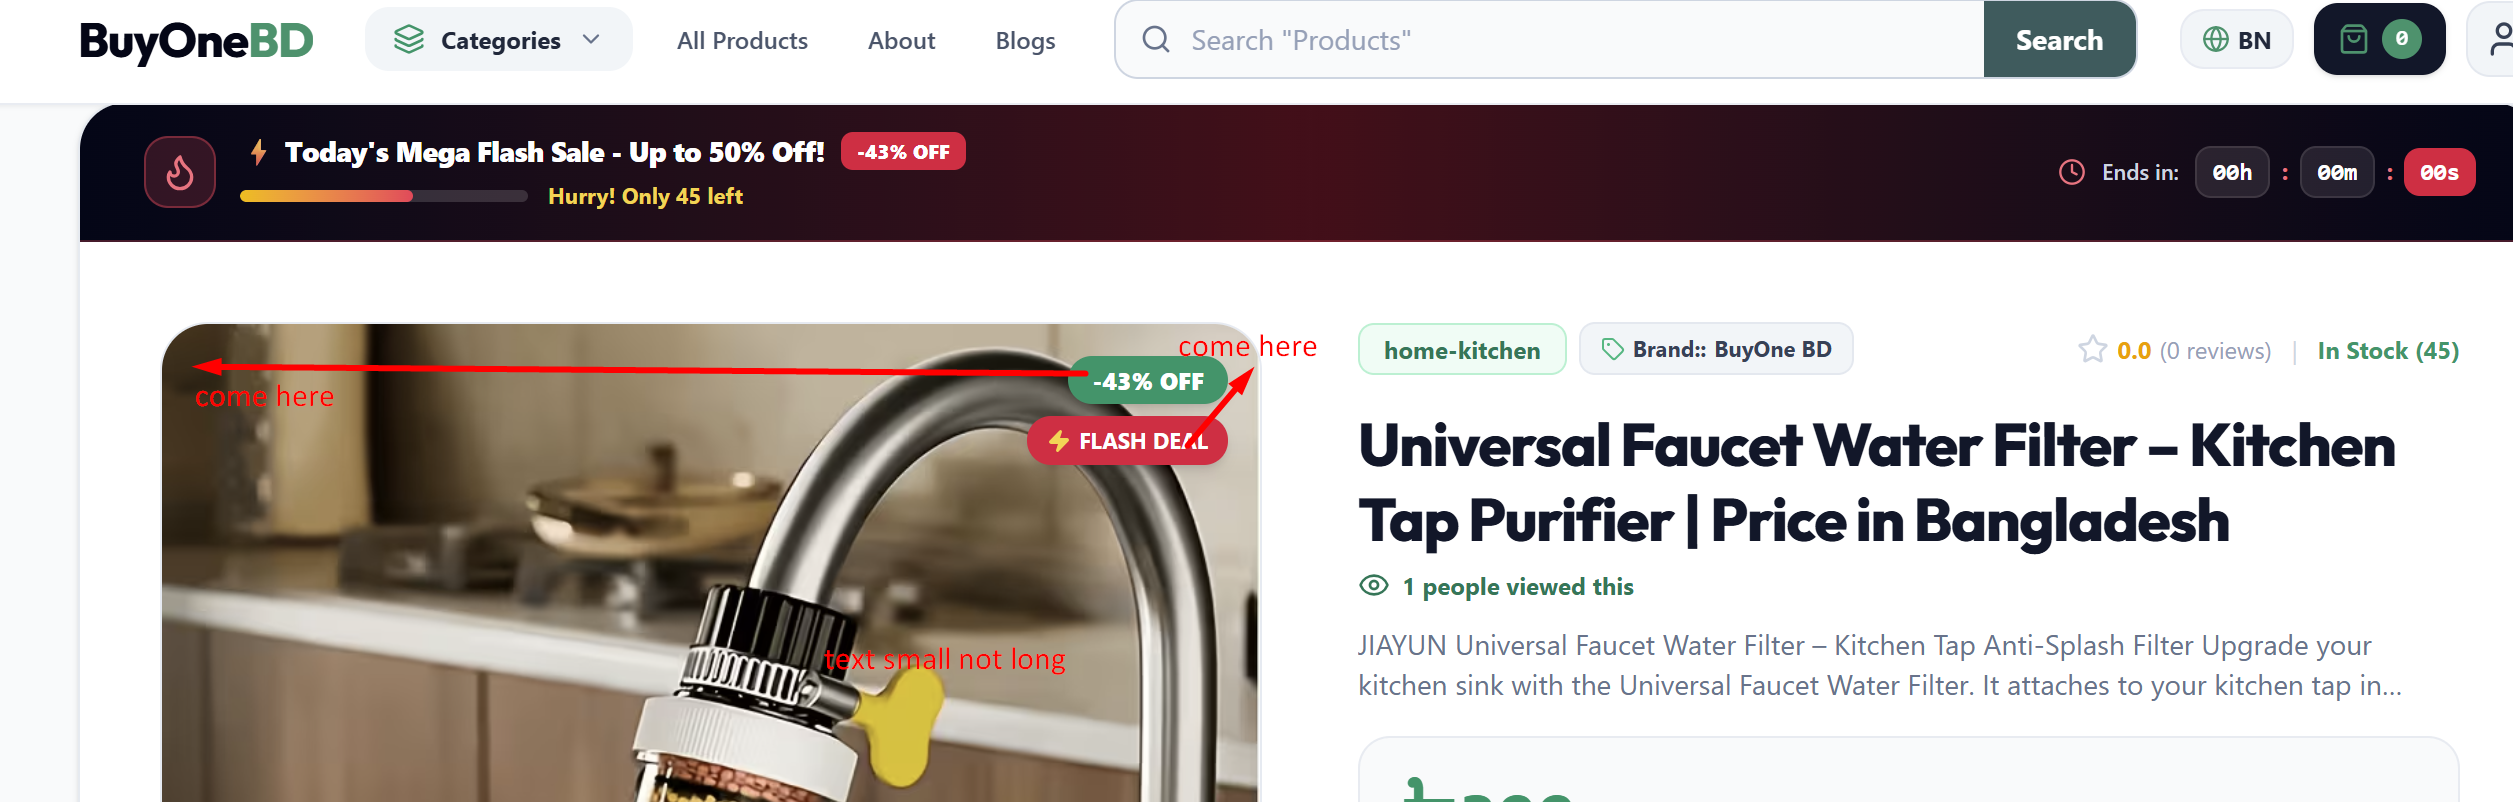 BuyOneBD
Categories
All Products
About
Blogs
Search "Products"
Search
BN
0
Today's Mega Flash Sale - Up to 50% Off!
-43% OFF
Hurry! Only 45 left
Ends in:
00h : 00m : 00s
come here
-43% OFF
come here
FLASH DEAL
text small not long
home-kitchen
Brand:: BuyOne BD
0.0 (0 reviews) | In Stock (45)
Universal Faucet Water Filter – Kitchen
Tap Purifier | Price in Bangladesh
1 people viewed this
JIAYUN Universal Faucet Water Filter – Kitchen Tap Anti-Splash Filter Upgrade your
kitchen sink with the Universal Faucet Water Filter. It attaches to your kitchen tap in...